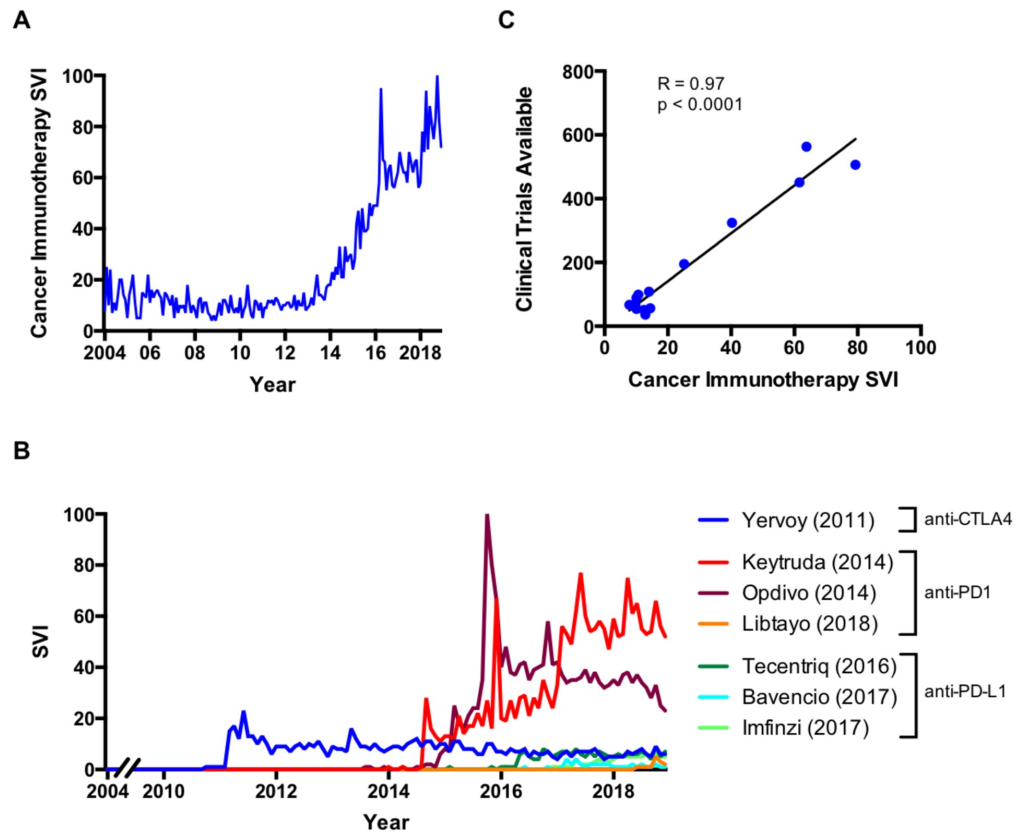 A
Cancer Immunotherapy SVI
100
80
60
40
20
0
2004 06 08 10 12 14 16 2018
Year
C
Clinical Trials Available
800
600
400
200
0
R = 0.97
p < 0.0001
0 20 40 60 80 100
Cancer Immunotherapy SVI
B
SVI
100
80
60
40
20
0
2004 2010 2012 2014 2016 2018
Year
Yervoy (2011)
anti-CTLA4
Keytruda (2014)
Opdivo (2014)
Libtayo (2018)
anti-PD1
Tecentriq (2016)
Bavencio (2017)
Imfinzi (2017)
anti-PD-L1